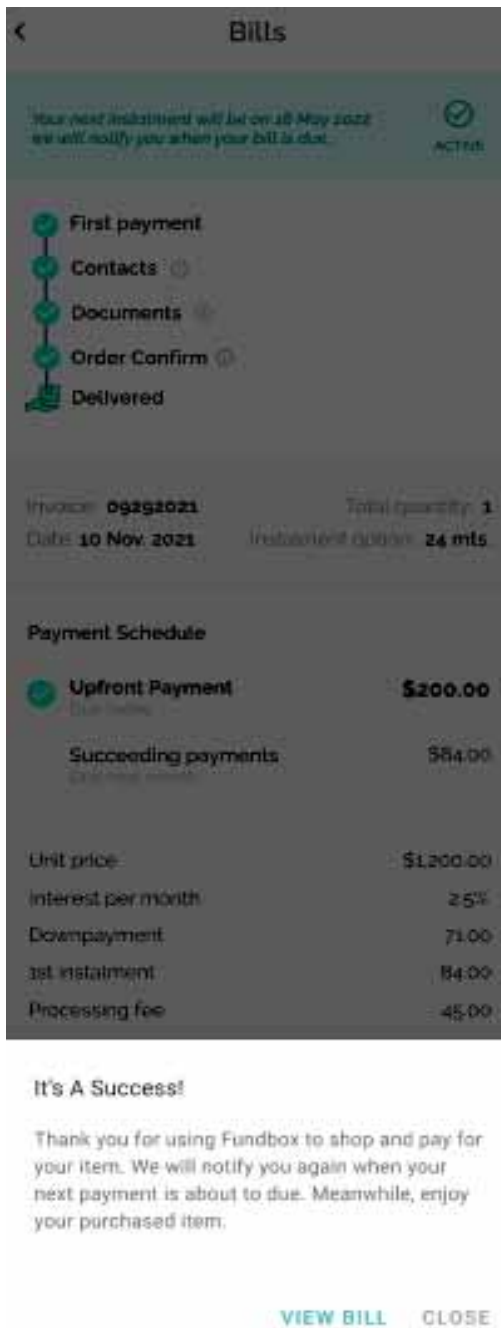 Bills
Your next instalment will be on 18 May 2022
we will notify you when your bill is due.
ACTIVE
First payment
Contacts
Documents
Order Confirm
Delivered
Invoice: 09292021
Total quantity: 1
Date: 10 Nov. 2021
Instalment option: 24 mts
Payment Schedule
Upfront Payment $200.00
Due today
Succeeding payments $84.00
Due next month
Unit price $1,200.00
Interest per month 2.5%
Downpayment 71.00
1st instalment 84.00
Processing fee 45.00
It's A Success!
Thank you for using Fundbox to shop and pay for
your item. We will notify you again when your
next payment is about to due. Meanwhile, enjoy
your purchased item.
VIEW BILL CLOSE